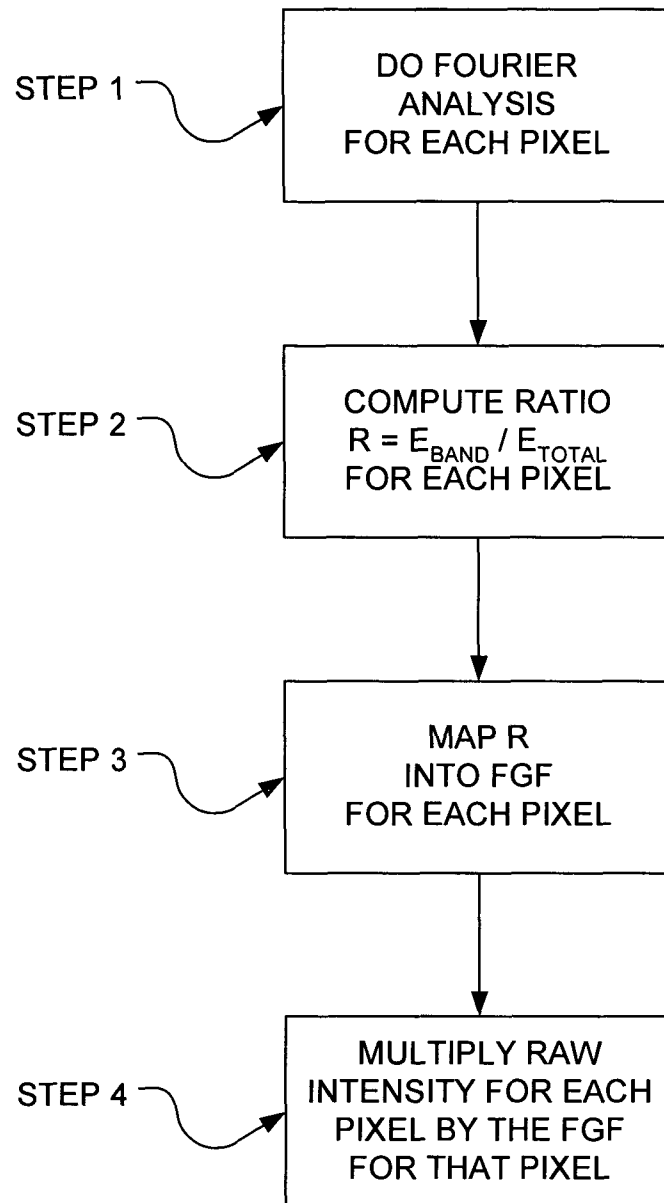 STEP 1
DO FOURIER
ANALYSIS
FOR EACH PIXEL
STEP 2
COMPUTE RATIO
R = E_BAND / E_TOTAL
FOR EACH PIXEL
STEP 3
MAP R
INTO FGF
FOR EACH PIXEL
STEP 4
MULTIPLY RAW
INTENSITY FOR EACH
PIXEL BY THE FGF
FOR THAT PIXEL